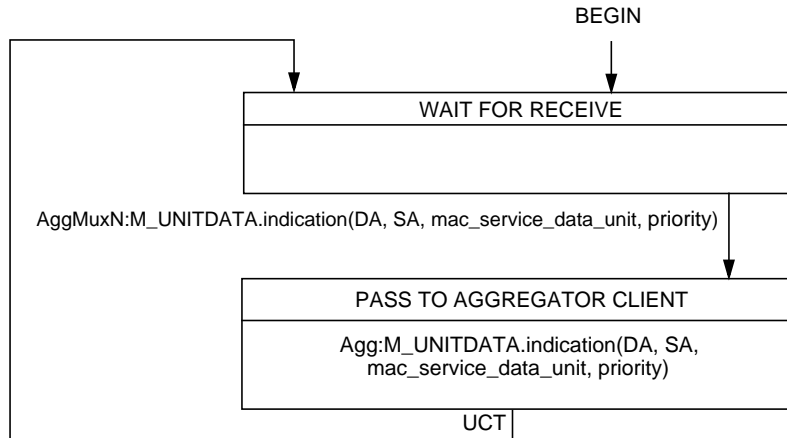 BEGIN
WAIT FOR RECEIVE
AggMuxN:M_UNITDATA.indication(DA, SA, mac_service_data_unit, priority)
PASS TO AGGREGATOR CLIENT
Agg:M_UNITDATA.indication(DA, SA,
mac_service_data_unit, priority)
UCT